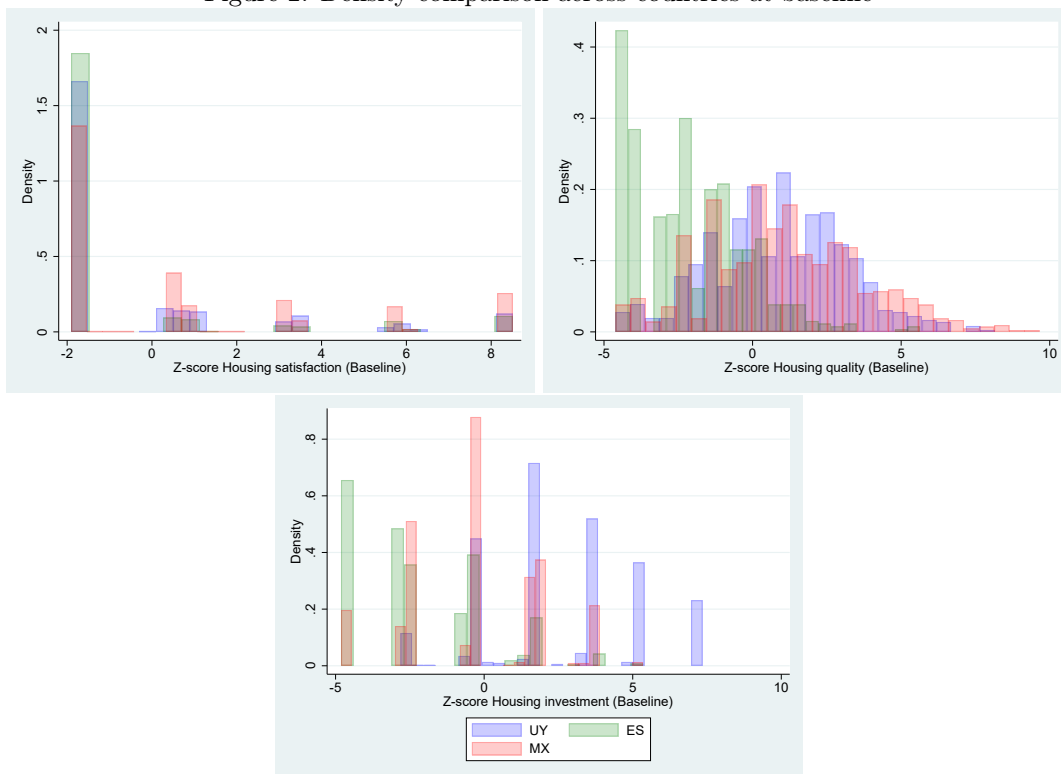 Figure 2: Density comparison across countries at baseline
2
1.5
1
.5
0
Density
-2 0 2 4 6 8
Z-score Housing satisfaction (Baseline)
.4
.3
.2
.1
0
Density
-5 0 5 10
Z-score Housing quality (Baseline)
.8
.6
.4
.2
0
Density
-5 0 5 10
Z-score Housing investment (Baseline)
UY ES
MX